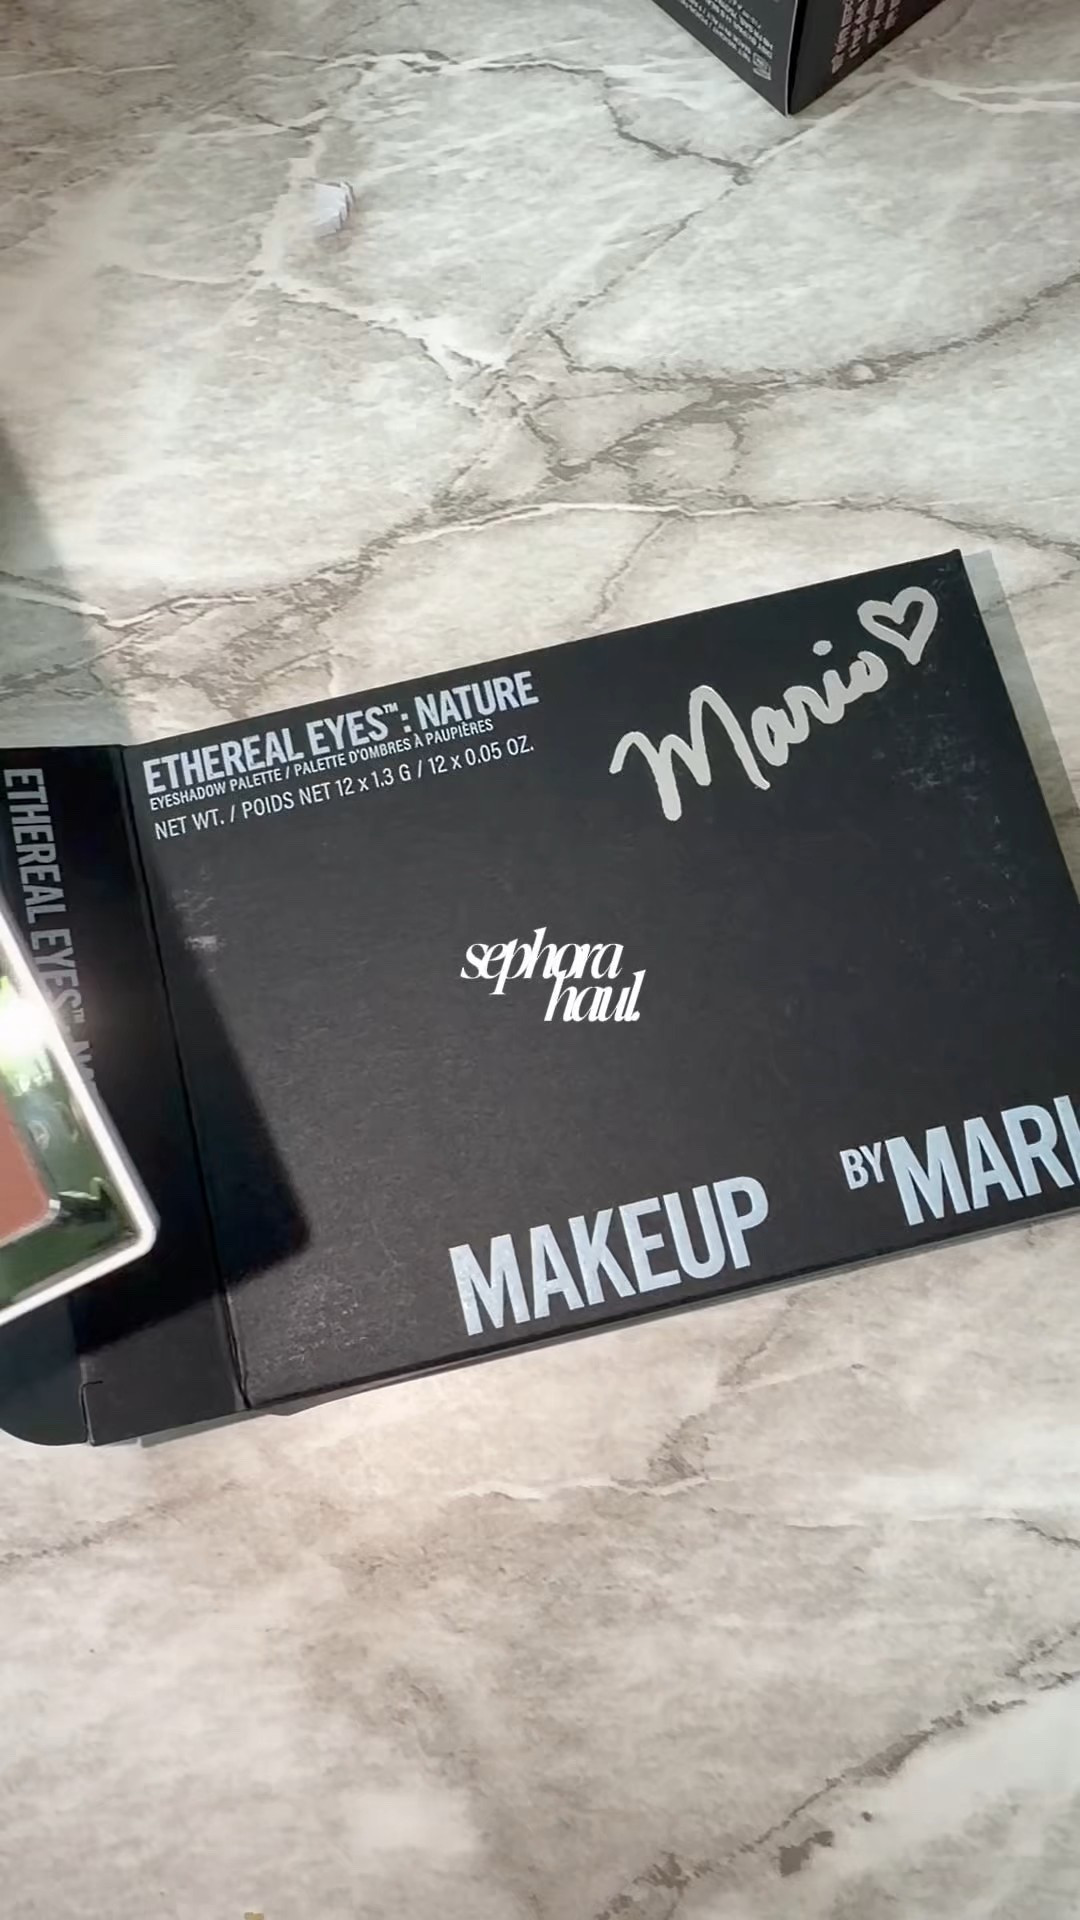 ETHEREAL EYES™: NATURE
EYESHADOW PALETTE / PALETTE D'OMBRES À PAUPIÈRES
NET WT. / POIDS NET 12 x 1.3 G / 12 x 0.05 OZ.
Mario
ETHEREAL EYES™
sephora
haul.
MAKEUP BY MARI